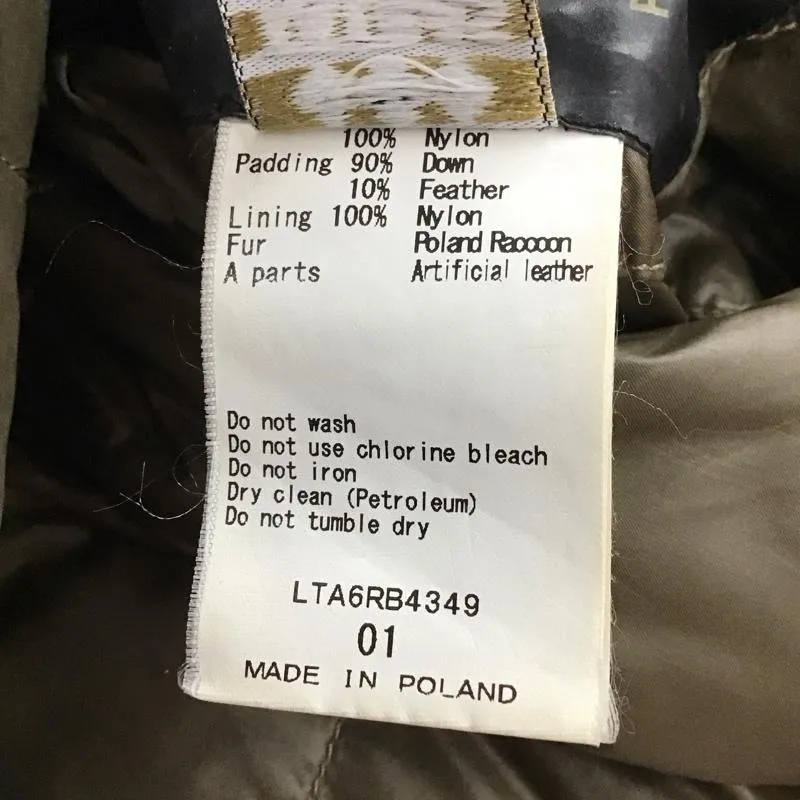 100% Nylon
Padding 90% Down
10% Feather
Lining 100% Nylon
Fur Poland Racooon
A parts Artificial leather
Do not wash
Do not use chlorine bleach
Do not iron
Dry clean (Petroleum)
Do not tumble dry
LTA6RB4349
01
MADE IN POLAND